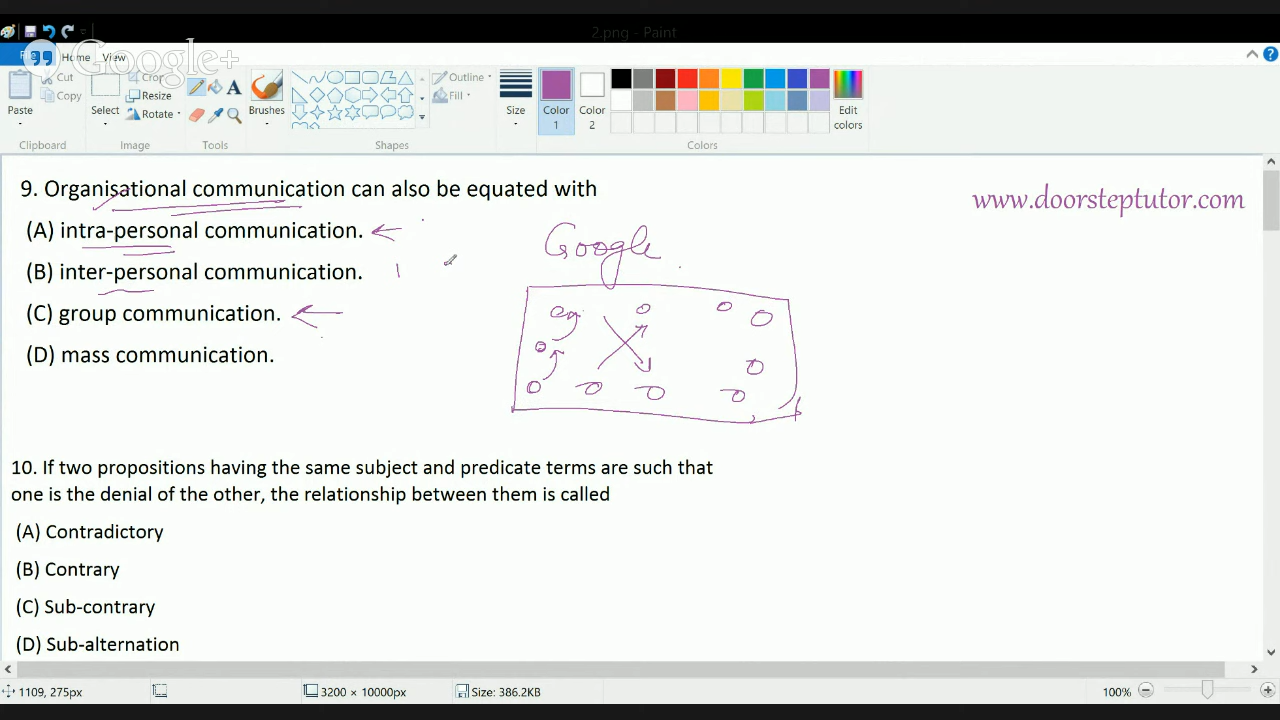 2.png - Paint
File
Home
View
Google+
Paste
Cut
Copy
Clipboard
Select
Crop
Resize
Rotate
Image
Tools
Brushes
Shapes
Outline
Fill
Size
Color 1
Color 2
Edit colors
Colors
9. Organisational communication can also be equated with
(A) intra-personal communication.
(B) inter-personal communication.
(C) group communication.
(D) mass communication.
Google
www.doorsteptutor.com
10. If two propositions having the same subject and predicate terms are such that
one is the denial of the other, the relationship between them is called
(A) Contradictory
(B) Contrary
(C) Sub-contrary
(D) Sub-alternation
1109, 275px
3200 × 10000px
Size: 386.2KB
100%